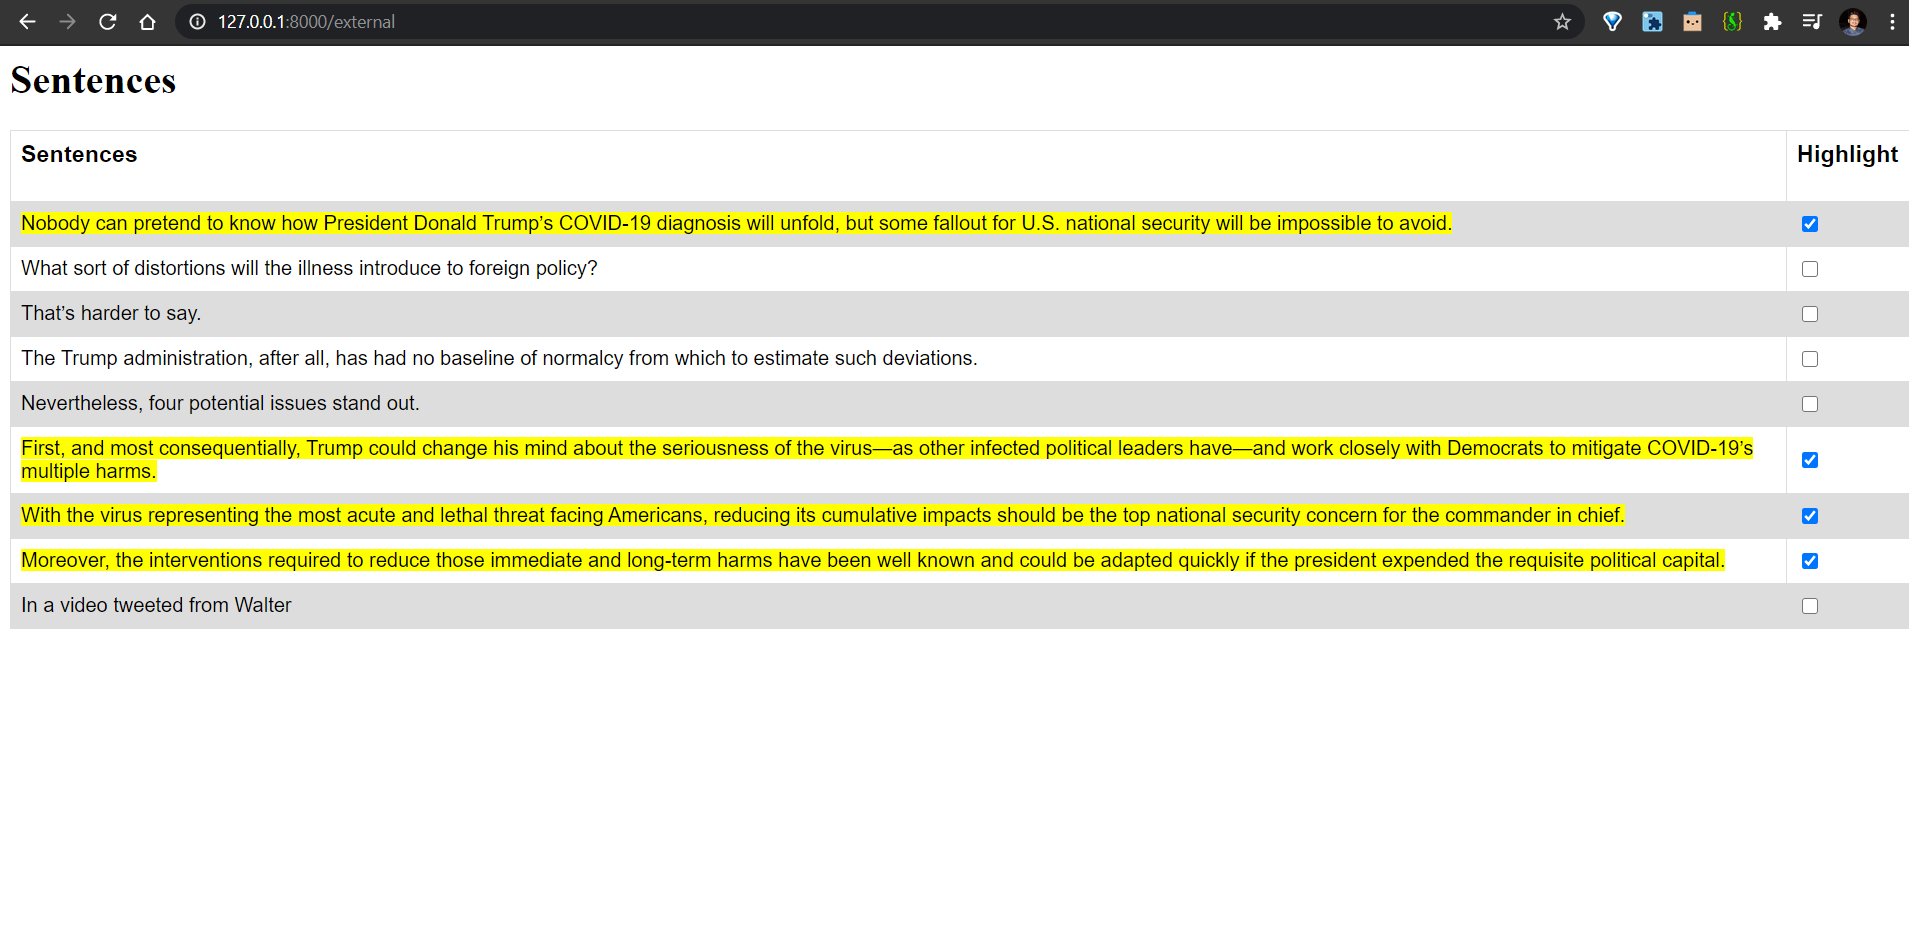 127.0.0.1:8000/external
Sentences
Sentences Highlight
Nobody can pretend to know how President Donald Trump’s COVID-19 diagnosis will unfold, but some fallout for U.S. national security will be impossible to avoid.
What sort of distortions will the illness introduce to foreign policy?
That’s harder to say.
The Trump administration, after all, has had no baseline of normalcy from which to estimate such deviations.
Nevertheless, four potential issues stand out.
First, and most consequentially, Trump could change his mind about the seriousness of the virus—as other infected political leaders have—and work closely with Democrats to mitigate COVID-19’s
multiple harms.
With the virus representing the most acute and lethal threat facing Americans, reducing its cumulative impacts should be the top national security concern for the commander in chief.
Moreover, the interventions required to reduce those immediate and long-term harms have been well known and could be adapted quickly if the president expended the requisite political capital.
In a video tweeted from Walter